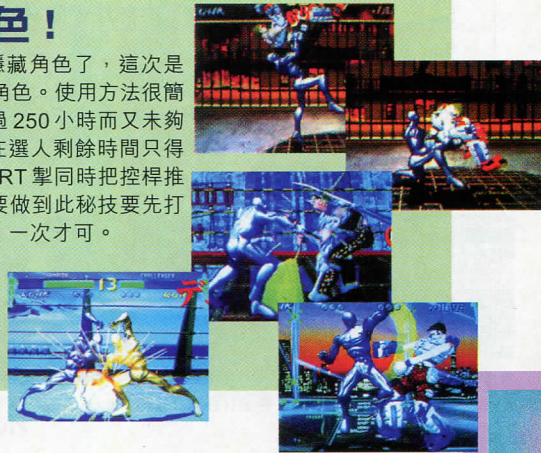 色！
隱藏角色了，這次是
角色。使用方法很簡
過 250 小時而又未夠
在選人剩餘時間只得
RT 掣同時把控桿推
要做到此秘技要先打
一次才可。
13